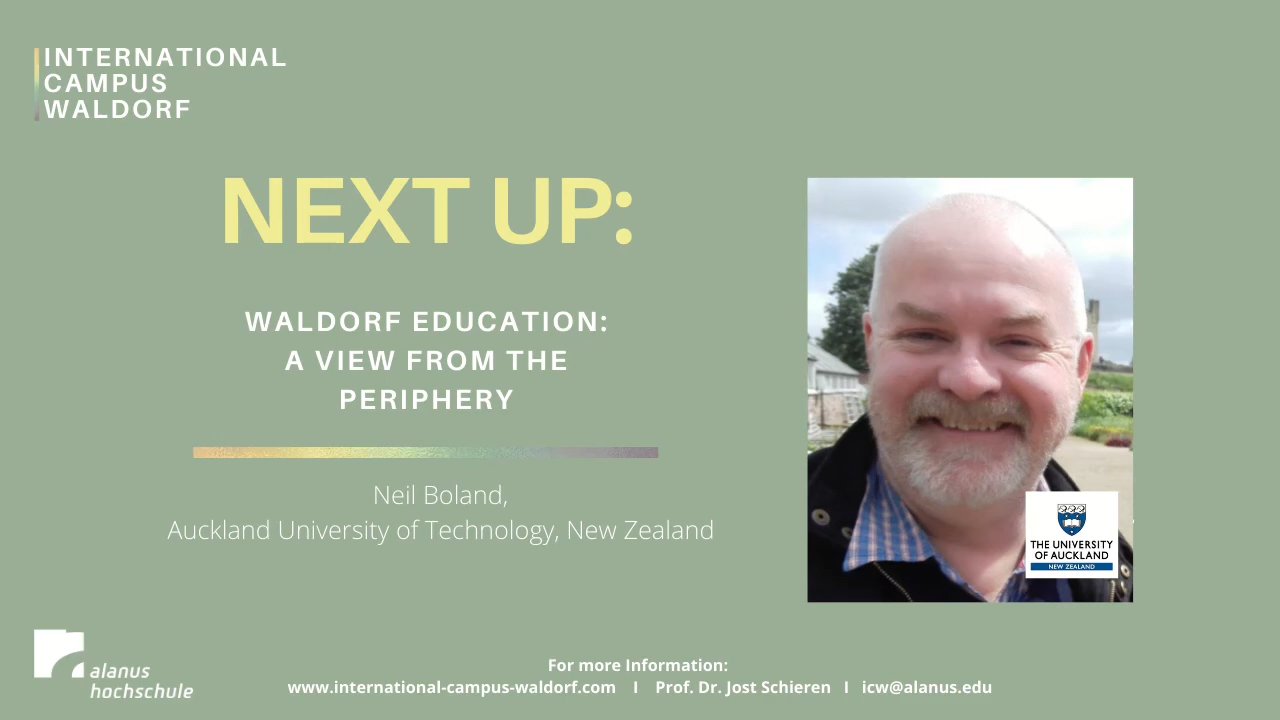 INTERNATIONAL
CAMPUS
WALDORF
NEXT UP:
WALDORF EDUCATION:
A VIEW FROM THE
PERIPHERY
Neil Boland,
Auckland University of Technology, New Zealand
THE UNIVERSITY
OF AUCKLAND
NEW ZEALAND
alanus
hochschule
For more Information:
www.international-campus-waldorf.com I Prof. Dr. Jost Schieren I icw@alanus.edu